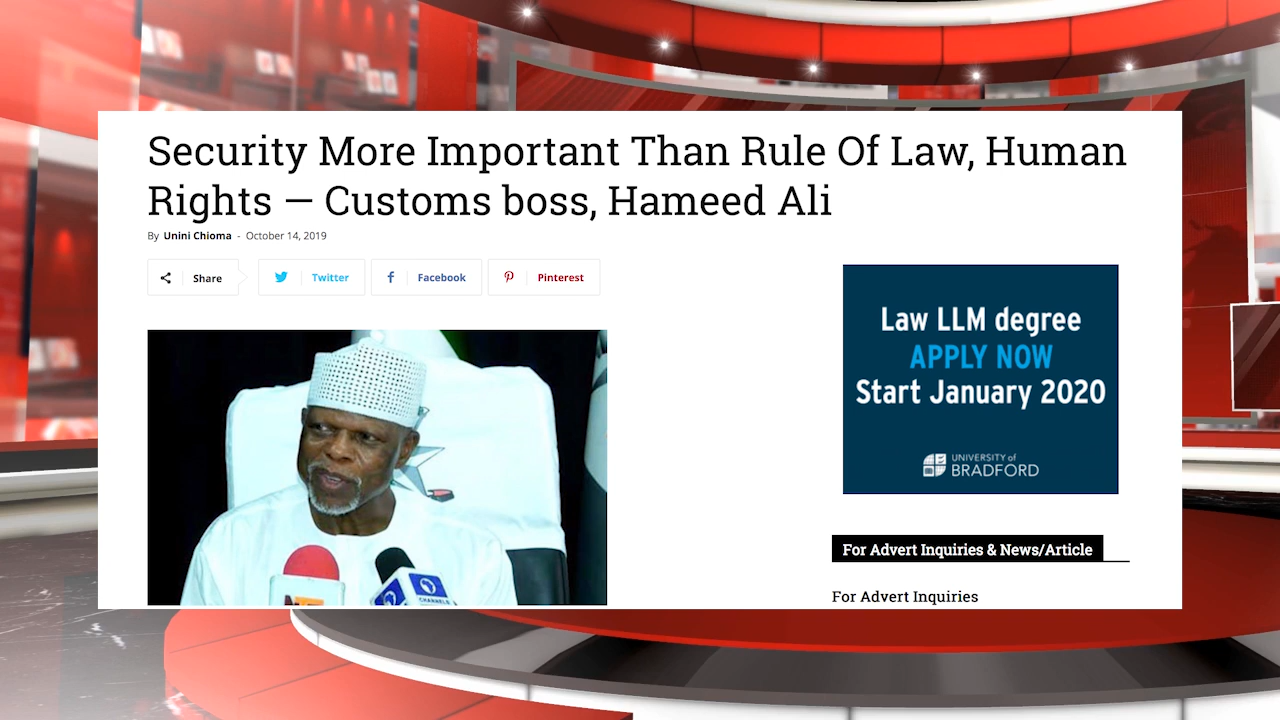 Security More Important Than Rule Of Law, Human
Rights — Customs boss, Hameed Ali
By Unini Chioma - October 14, 2019
Share
Twitter
Facebook
Pinterest
Law LLM degree
APPLY NOW
Start January 2020
UNIVERSITY of
BRADFORD
CHANNELS
For Advert Inquiries & News/Article
For Advert Inquiries